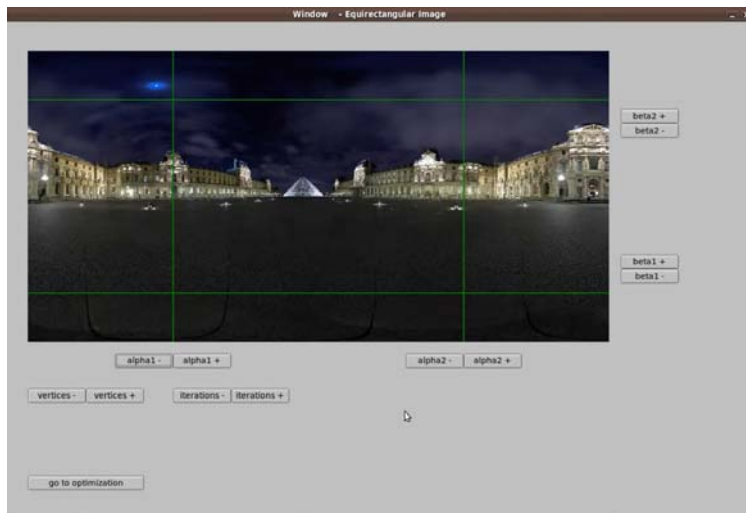 Window - Equirectangular Image
beta2 +
beta2 -
beta1 +
beta1 -
alpha1 - alpha1 + alpha2 - alpha2 +
vertices - vertices + iterations - iterations +
go to optimization